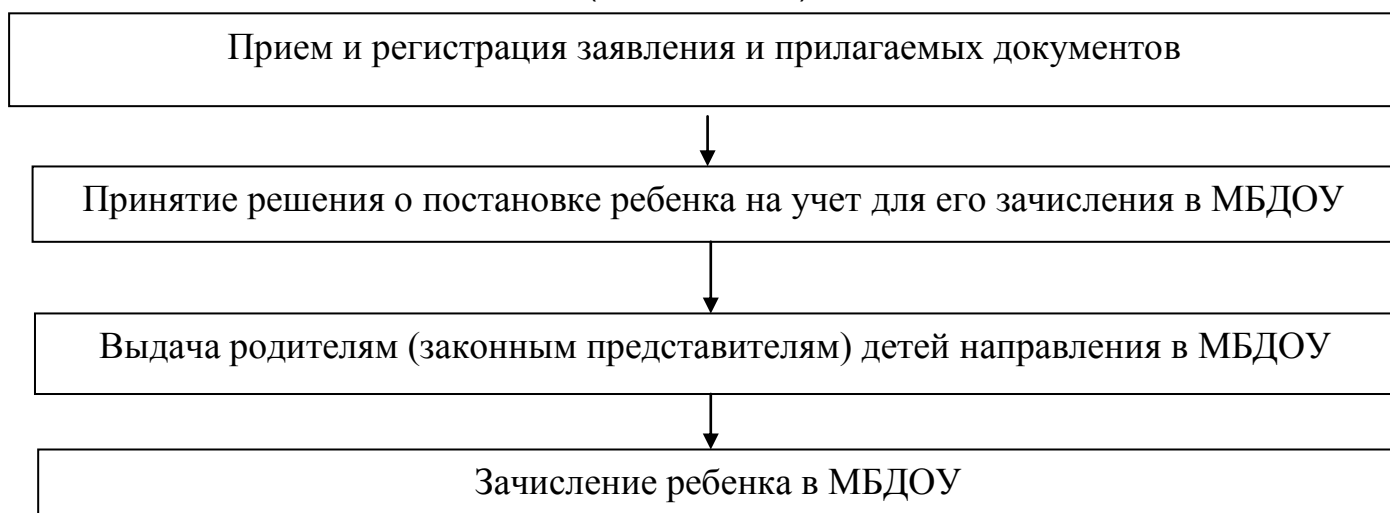 Прием и регистрация заявления и прилагаемых документов
Принятие решения о постановке ребенка на учет для его зачисления в МБДОУ
Выдача родителям (законным представителям) детей направления в МБДОУ
Зачисление ребенка в МБДОУ